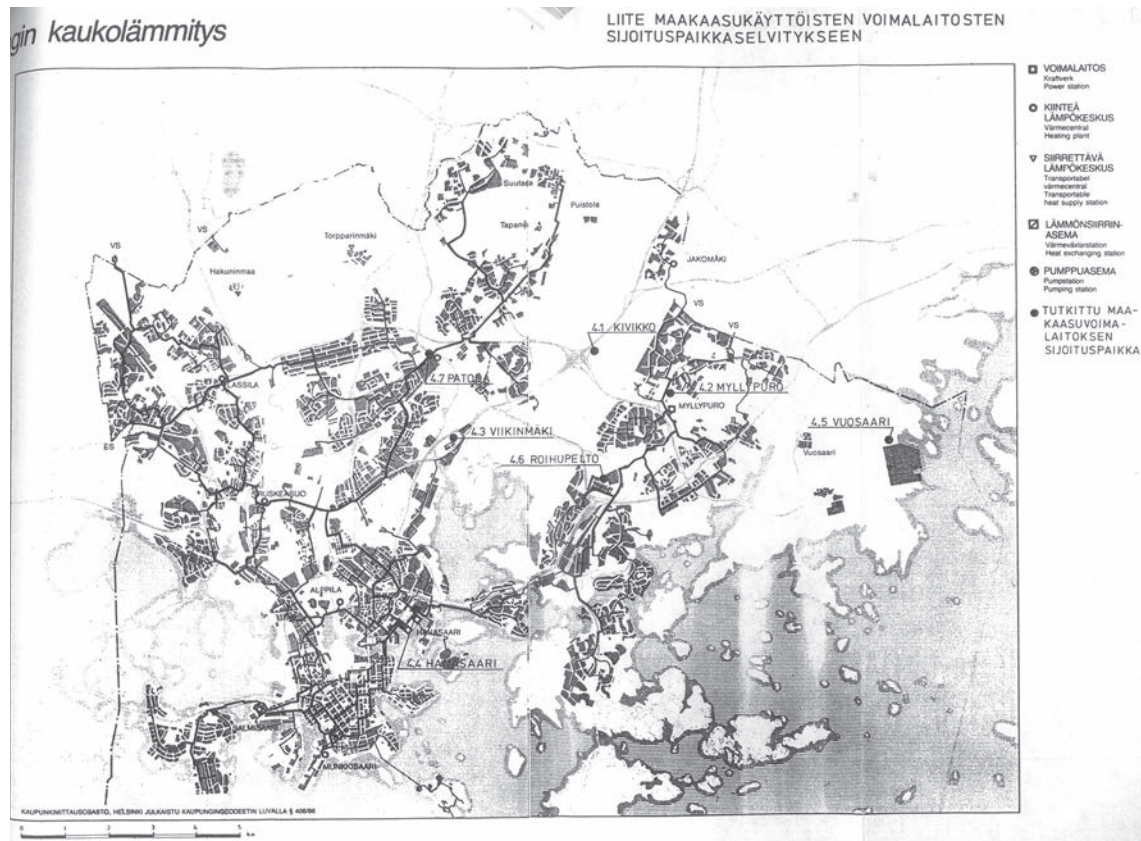 gin kaukolämmitys
LIITE MAAKAASUKÄYTTÖISTEN VOIMALAITOSTEN
SIJOITUSPAIKKASELVITYKSEEN
VOIMALAITOS
Kraftverk
Power station
KIINTEÄ
LÄMPÖKESKUS
Värmecentral
Heating plant
SIIRRETTÄVÄ
LÄMPÖKESKUS
Transportabel
värmecentral
Transportable
heat supply station
LÄMMÖNSIIRRIN-
ASEMA
Värmeväxlarstation
Heat exchanging station
PUMPPUASEMA
Pumpstation
Pumping station
TUTKITTU MAA-
KAASUVOIMA-
LAITOKSEN
SIJOITUSPAIKKA
Suutarila
Puistola
Tapanila
VS
VS
Torpparinmäki
Hakuninmaa
JAKOMÄKI
VS
VS
4.1 KIVIKKO
4.7 PATOLA
LASSILA
4.2 MYLLYPURO
MYLLYPURO
4.5 VUOSAARI
4.3 VIIKINMÄKI
ES
4.6 ROIHUPELTO
Vuosaari
RUSKEASUO
ALPPILA
HANASAARI
4.4 HANASAARI
SALMISAARI
MUNKKISAARI
KAUPUNKIMITTAUSOSASTO, HELSINKI JULKAISTU KAUPUNGINGEODEETIN LUVALLA § 406/86
0 1 2 3 4 5 km